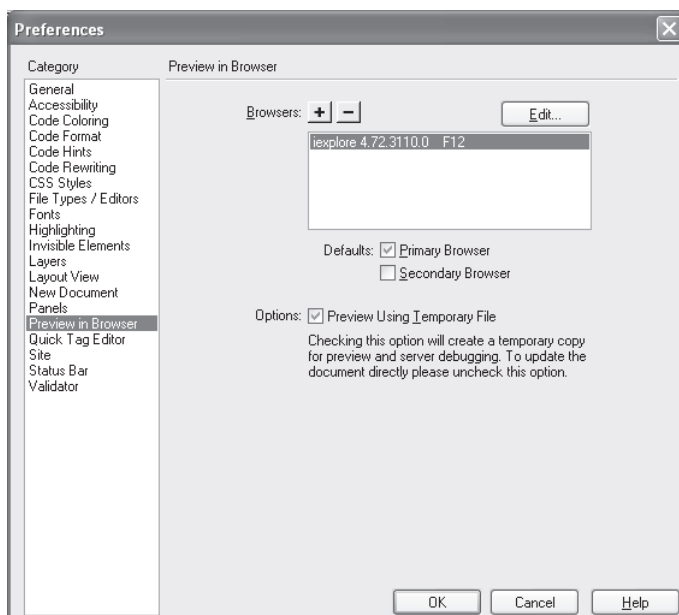 Preferences
Category
General
Accessibility
Code Coloring
Code Format
Code Hints
Code Rewriting
CSS Styles
File Types / Editors
Fonts
Highlighting
Invisible Elements
Layers
Layout View
New Document
Panels
Preview in Browser
Quick Tag Editor
Site
Status Bar
Validator
Preview in Browser
Browsers: + −
Edit...
iexplore 4.72.3110.0 F12
Defaults: Primary Browser
Secondary Browser
Options: Preview Using Temporary File
Checking this option will create a temporary copy
for preview and server debugging. To update the
document directly please uncheck this option.
OK Cancel Help